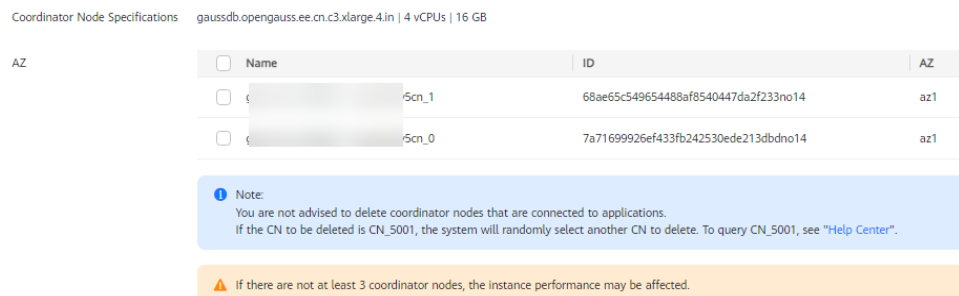 Coordinator Node Specifications gaussdb.opengauss.ee.cn.c3.xlarge.4.in | 4 vCPUs | 16 GB
AZ
Name ID AZ
5cn_1 68ae65c549654488af8540447da2f233no14 az1
5cn_0 7a71699926ef433fb242530ede213dbdno14 az1
Note:
You are not advised to delete coordinator nodes that are connected to applications.
If the CN to be deleted is CN_5001, the system will randomly select another CN to delete. To query CN_5001, see "Help Center".
If there are not at least 3 coordinator nodes, the instance performance may be affected.